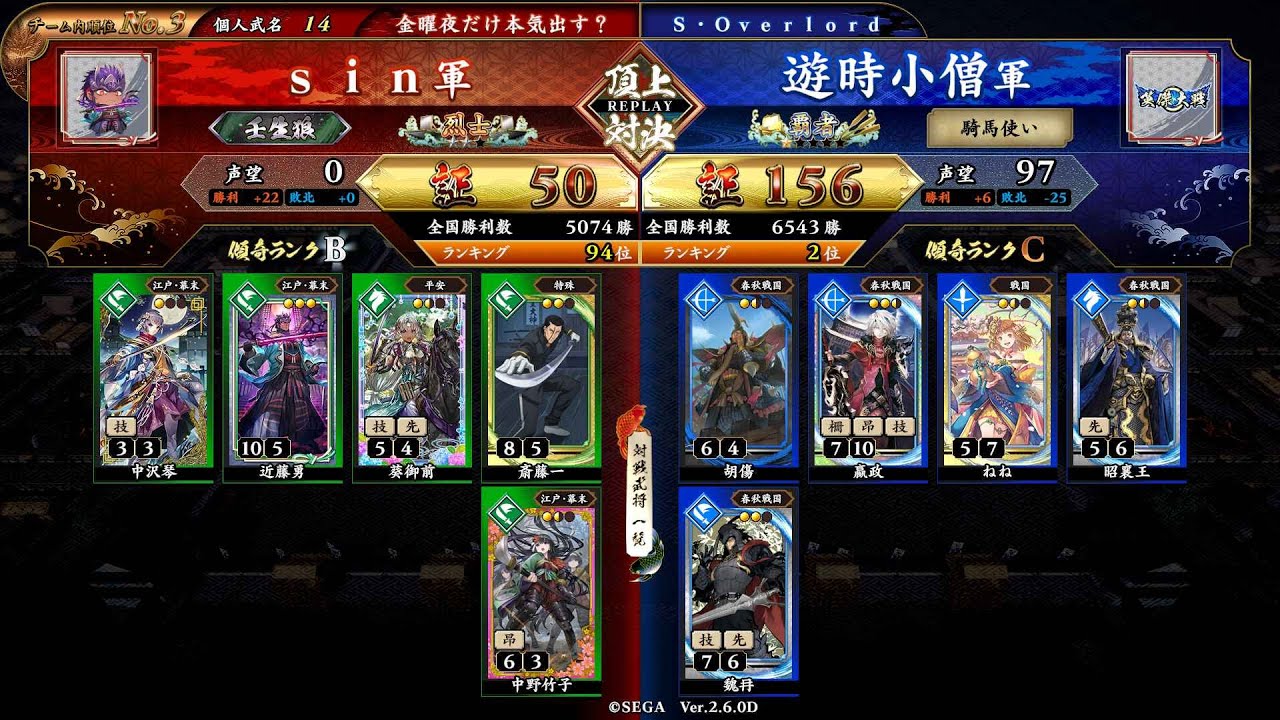 チーム内順位 No.3 個人武名 14 金曜夜だけ本気出す？
S・Overlord
sin軍
頂上
REPLAY
対決
遊時小僧軍
英傑大戦
壬生狼
烈士
覇者
騎馬使い
声望 0
勝利 +22 敗北 +0
証 50
証 156
声望 97
勝利 +6 敗北 -25
全国勝利数 5074勝
全国勝利数 6543勝
ランキング 94位
ランキング 2位
傾奇ランクB
傾奇ランクC
江戸・幕末
技
3 3
中沢琴
江戸・幕末
10 5
近藤勇
平安
技 先
5 4
葵御前
特殊
8 5
斎藤一
江戸・幕末
昂
6 3
中野竹子
対戦武将一覧
春秋戦国
6 4
胡傷
春秋戦国
柵 昂 技
7 10
嬴政
戦国
5 7
ねね
春秋戦国
先
5 6
昭襄王
春秋戦国
技 先
7 6
魏冄
©SEGA Ver.2.6.0D